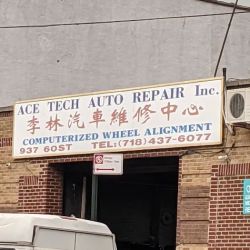 ACE TECH AUTO REPAIR Inc.
李林汽車維修中心
COMPUTERIZED WHEEL ALIGNMENT
937 60ST TEL:(718)437-6077